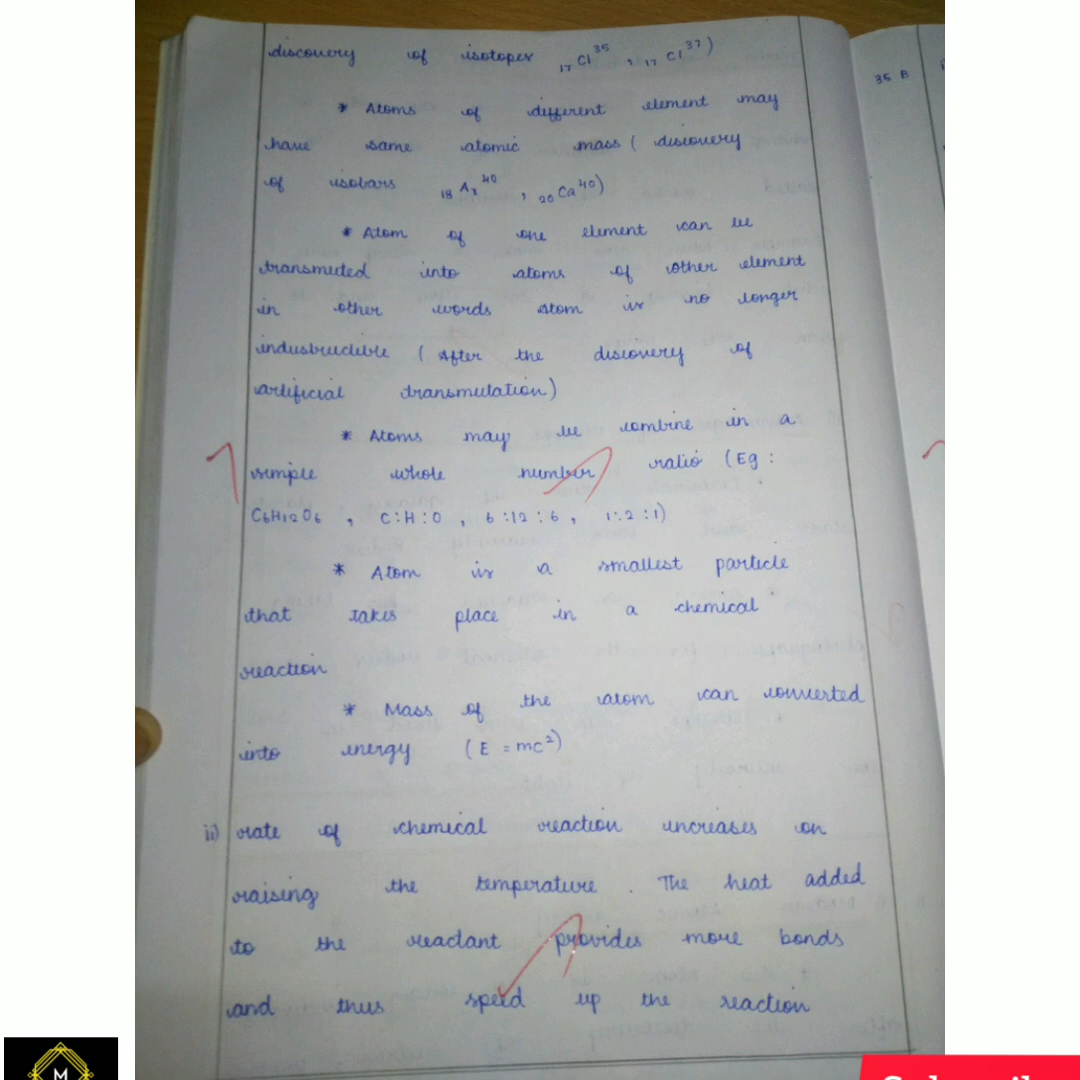 discovery of isotopes ₁₇Cl³⁵, ₁₇Cl³⁷)
35 B
* Atoms of different element may
have same atomic mass ( discovery
of isobars ₁₈Ar⁴⁰, ₂₀Ca⁴⁰)
* Atom of one element can be
transmuted into atoms of other element
in other words atom is no longer
indusbructible ( After the discovery of
artificial transmutation)
* Atoms may be combine in a
simple whole number ratio (Eg :
C₆H₁₂O₆, C:H:O, 6:12:6, 1:2:1)
* Atom is a smallest particle
that takes place in a chemical
reaction
* Mass of the atom can converted
into energy (E = mc²)
ii) rate of chemical reaction increases on
raising the temperature. The heat added
to the reactant provides more bonds
and thus speed up the reaction
M